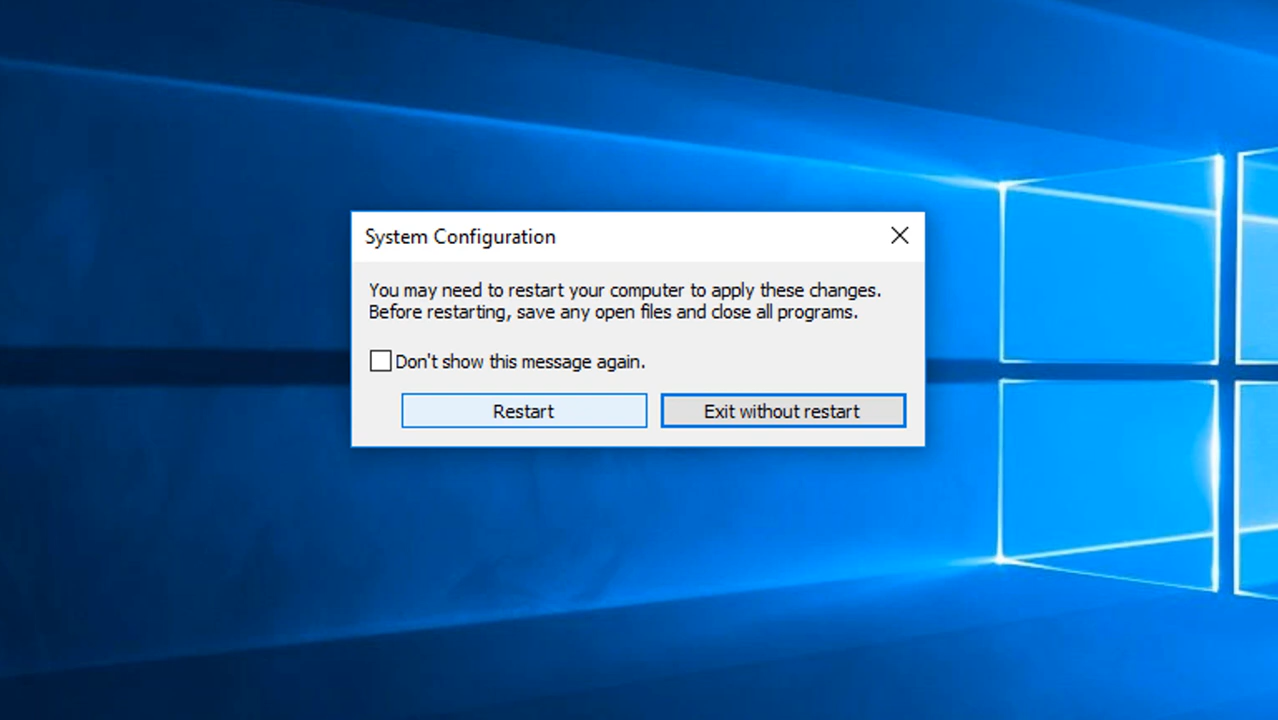 System Configuration
You may need to restart your computer to apply these changes.
Before restarting, save any open files and close all programs.
Don't show this message again.
Restart
Exit without restart